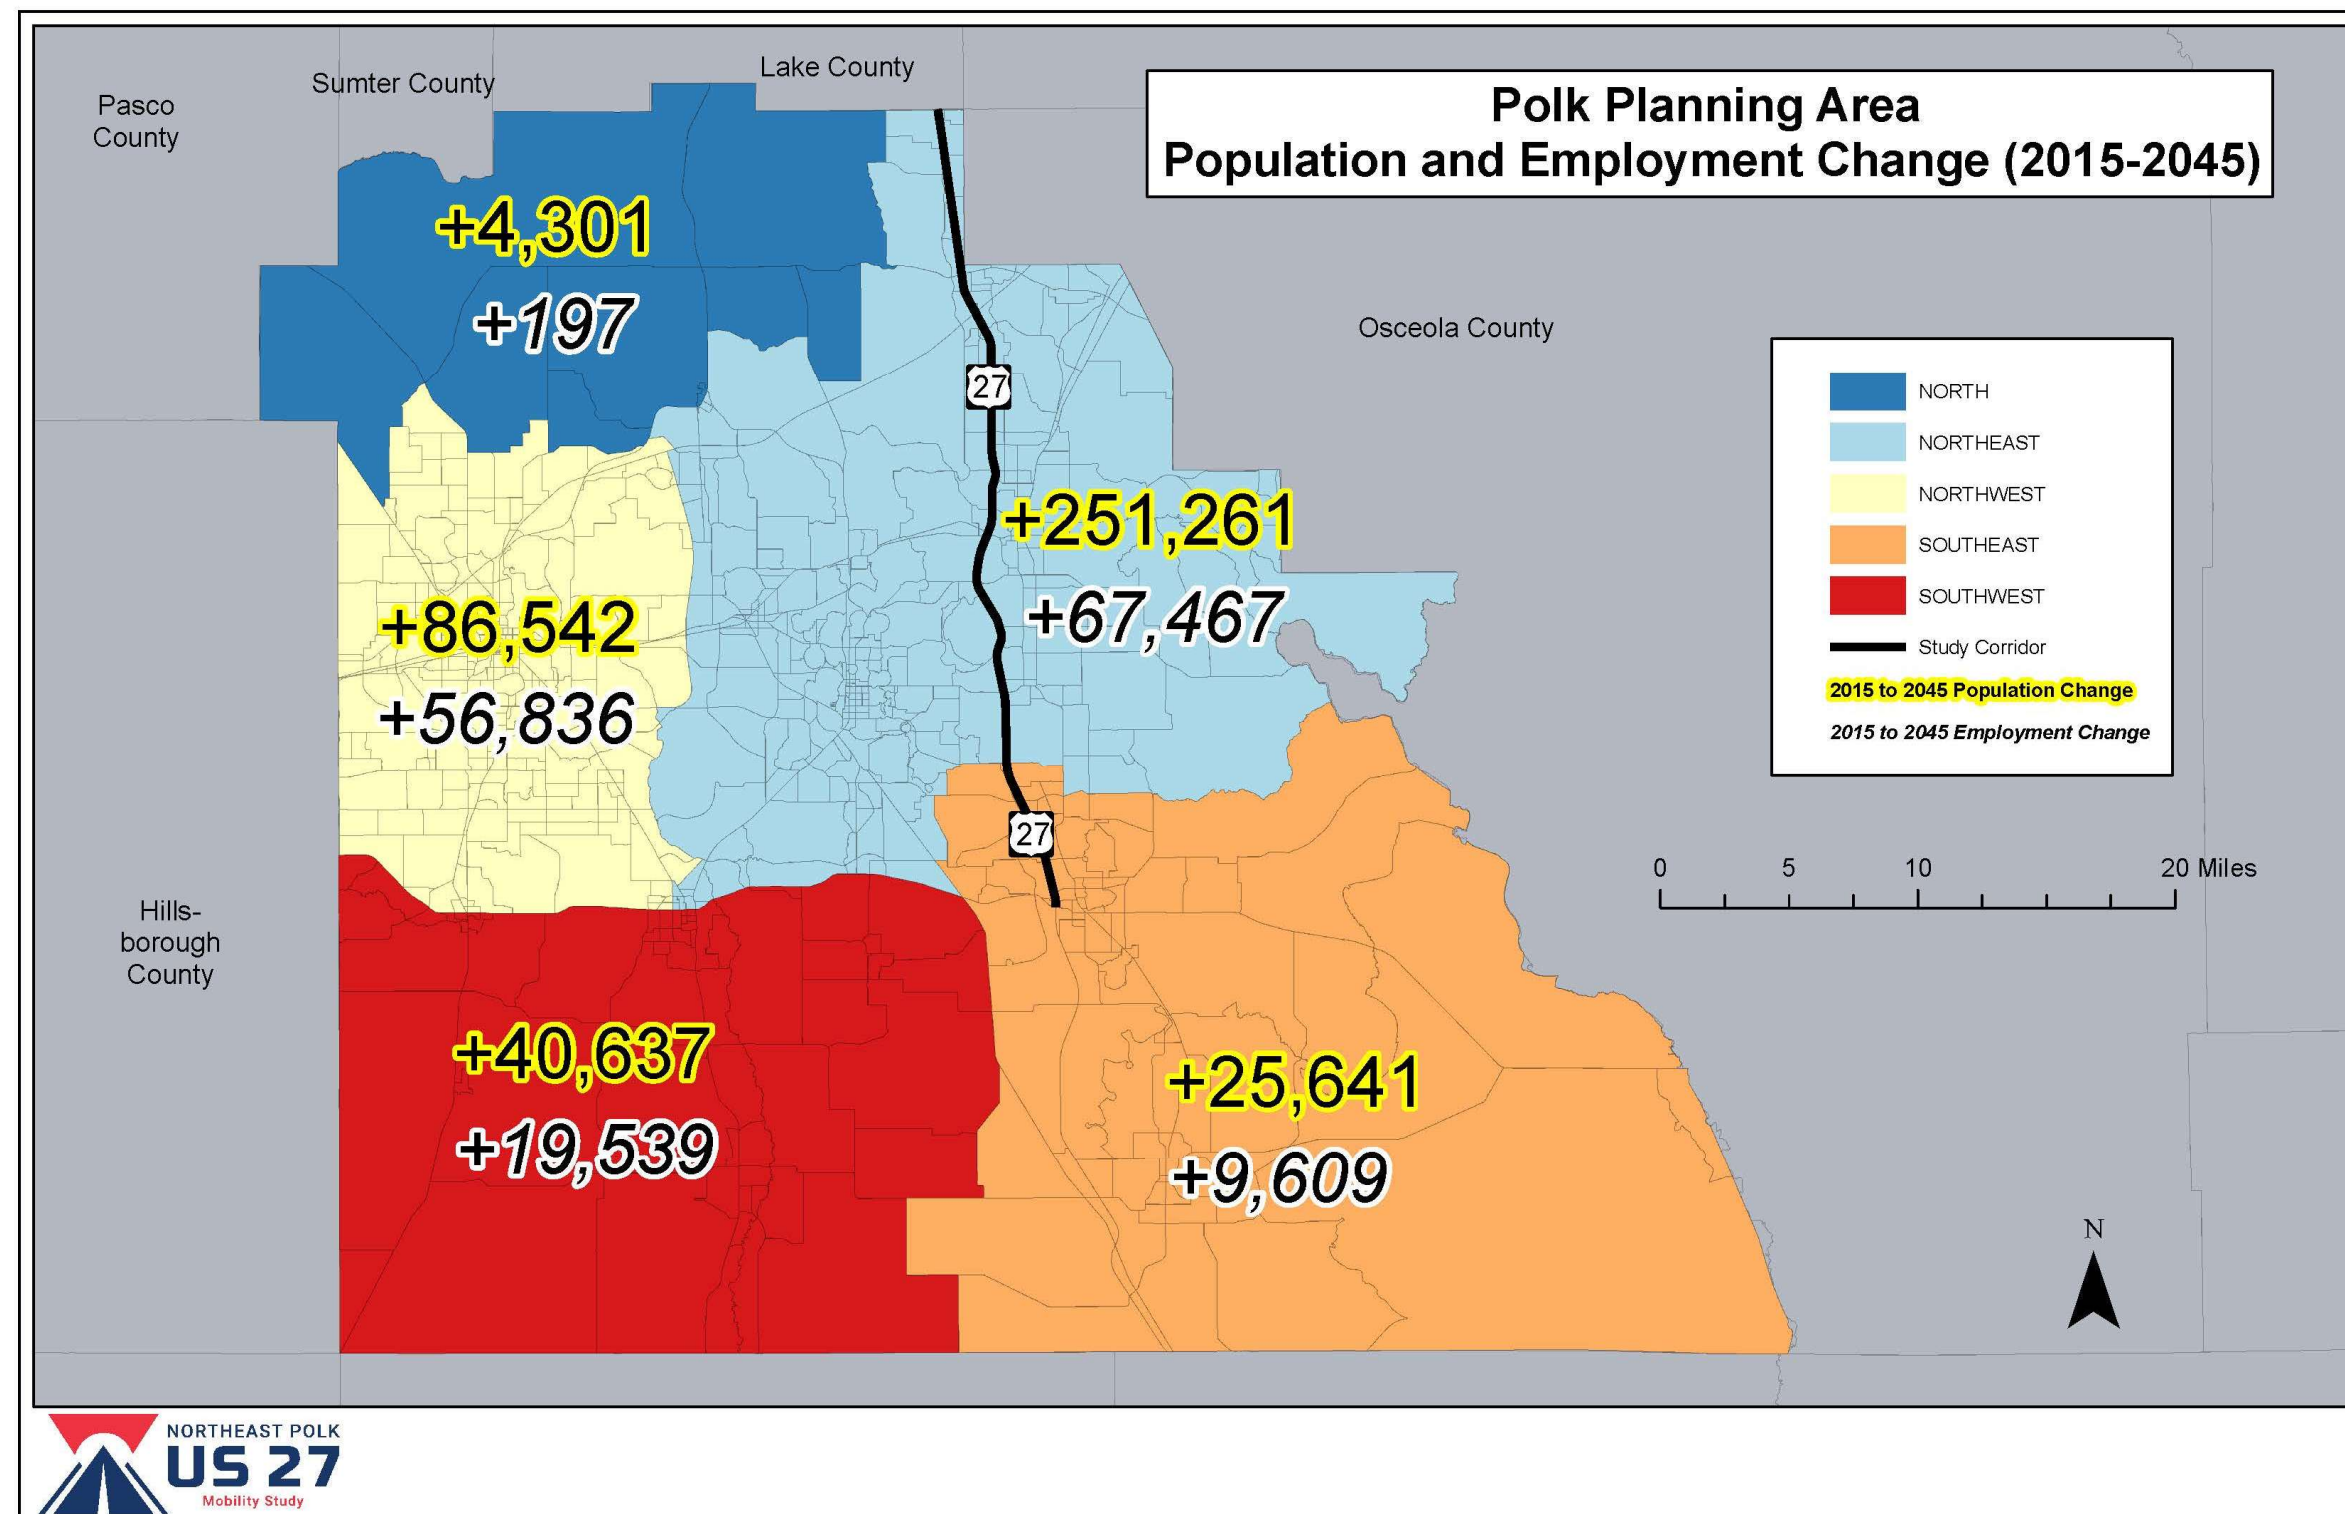 Polk Planning Area
Population and Employment Change (2015-2045)
Pasco
County
Sumter County
Lake County
Osceola County
Hills-
borough
County
+4,301
+197
27
+251,261
+67,467
+86,542
+56,836
27
+40,637
+19,539
+25,641
+9,609
NORTH
NORTHEAST
NORTHWEST
SOUTHEAST
SOUTHWEST
Study Corridor
2015 to 2045 Population Change
2015 to 2045 Employment Change
0 5 10 20 Miles
N
NORTHEAST POLK
US 27
Mobility Study